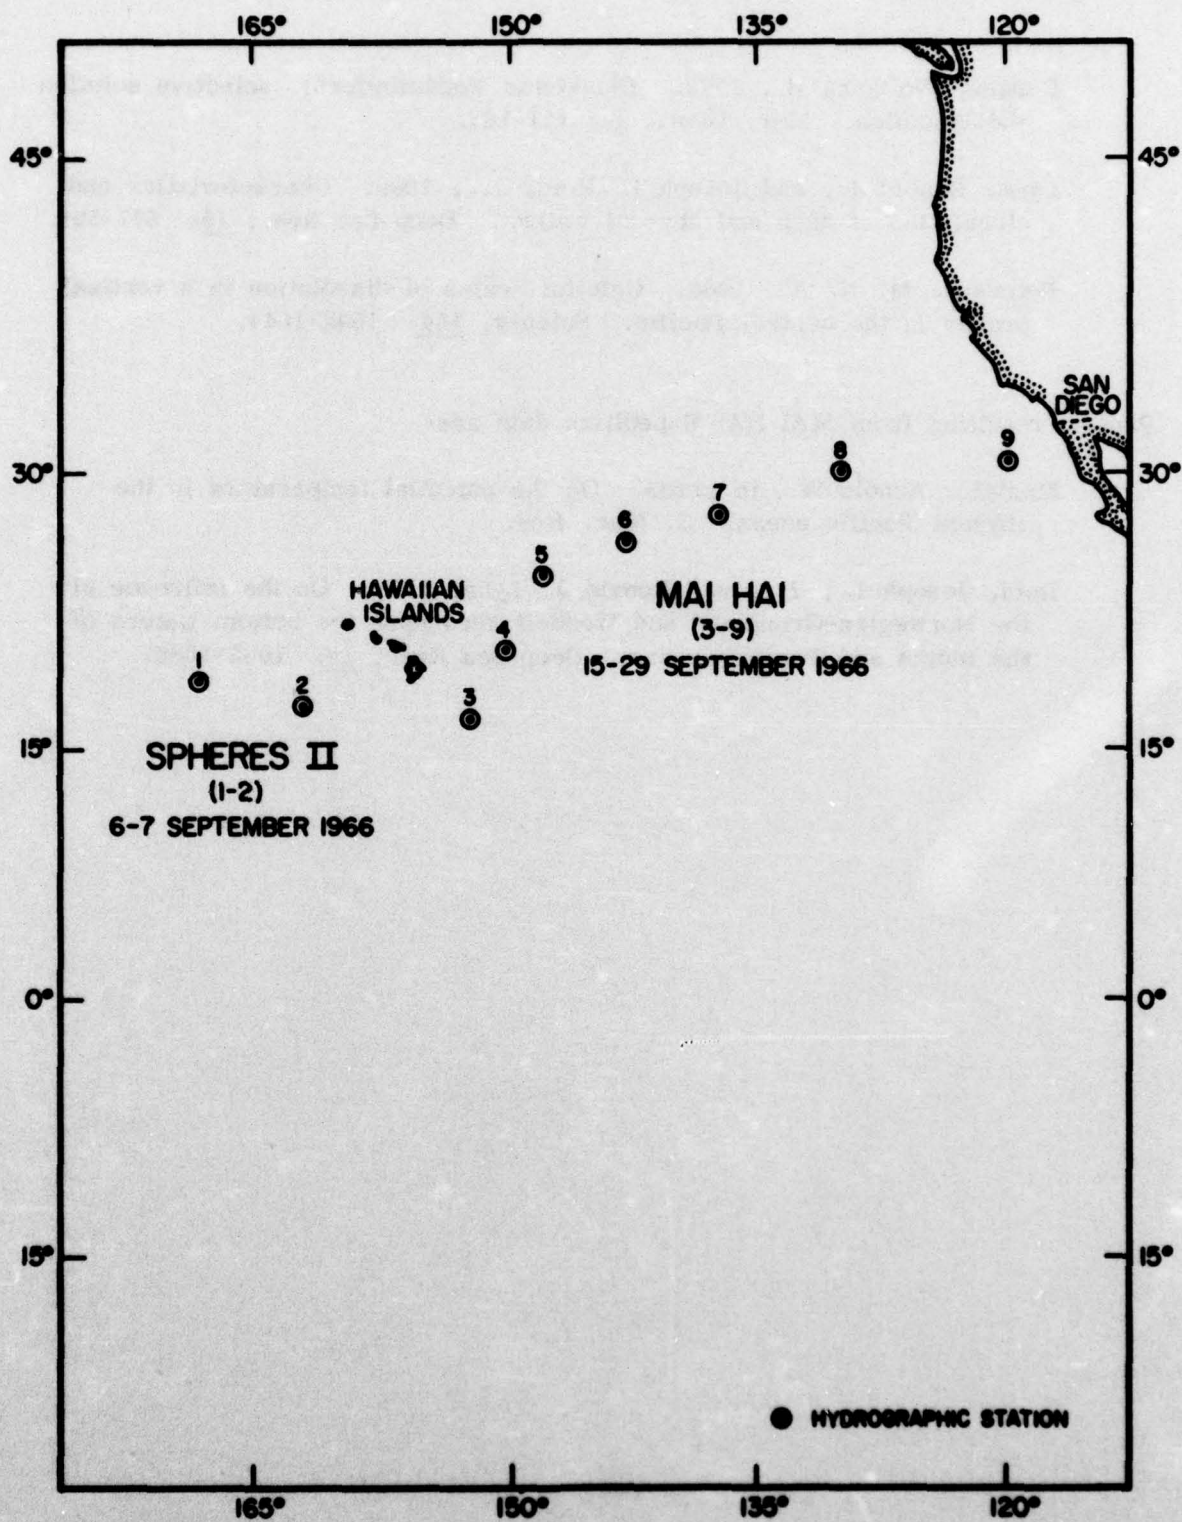 165° 150° 135° 120°
45° 45°
SAN
DIEGO
30° 30°
8
9
7
6
5
HAWAIIAN
ISLANDS
MAI HAI
(3-9)
15-29 SEPTEMBER 1966
4
1
2
3
15° 15°
SPHERES II
(1-2)
6-7 SEPTEMBER 1966
0° 0°
15° 15°
HYDROGRAPHIC STATION
165° 150° 135° 120°